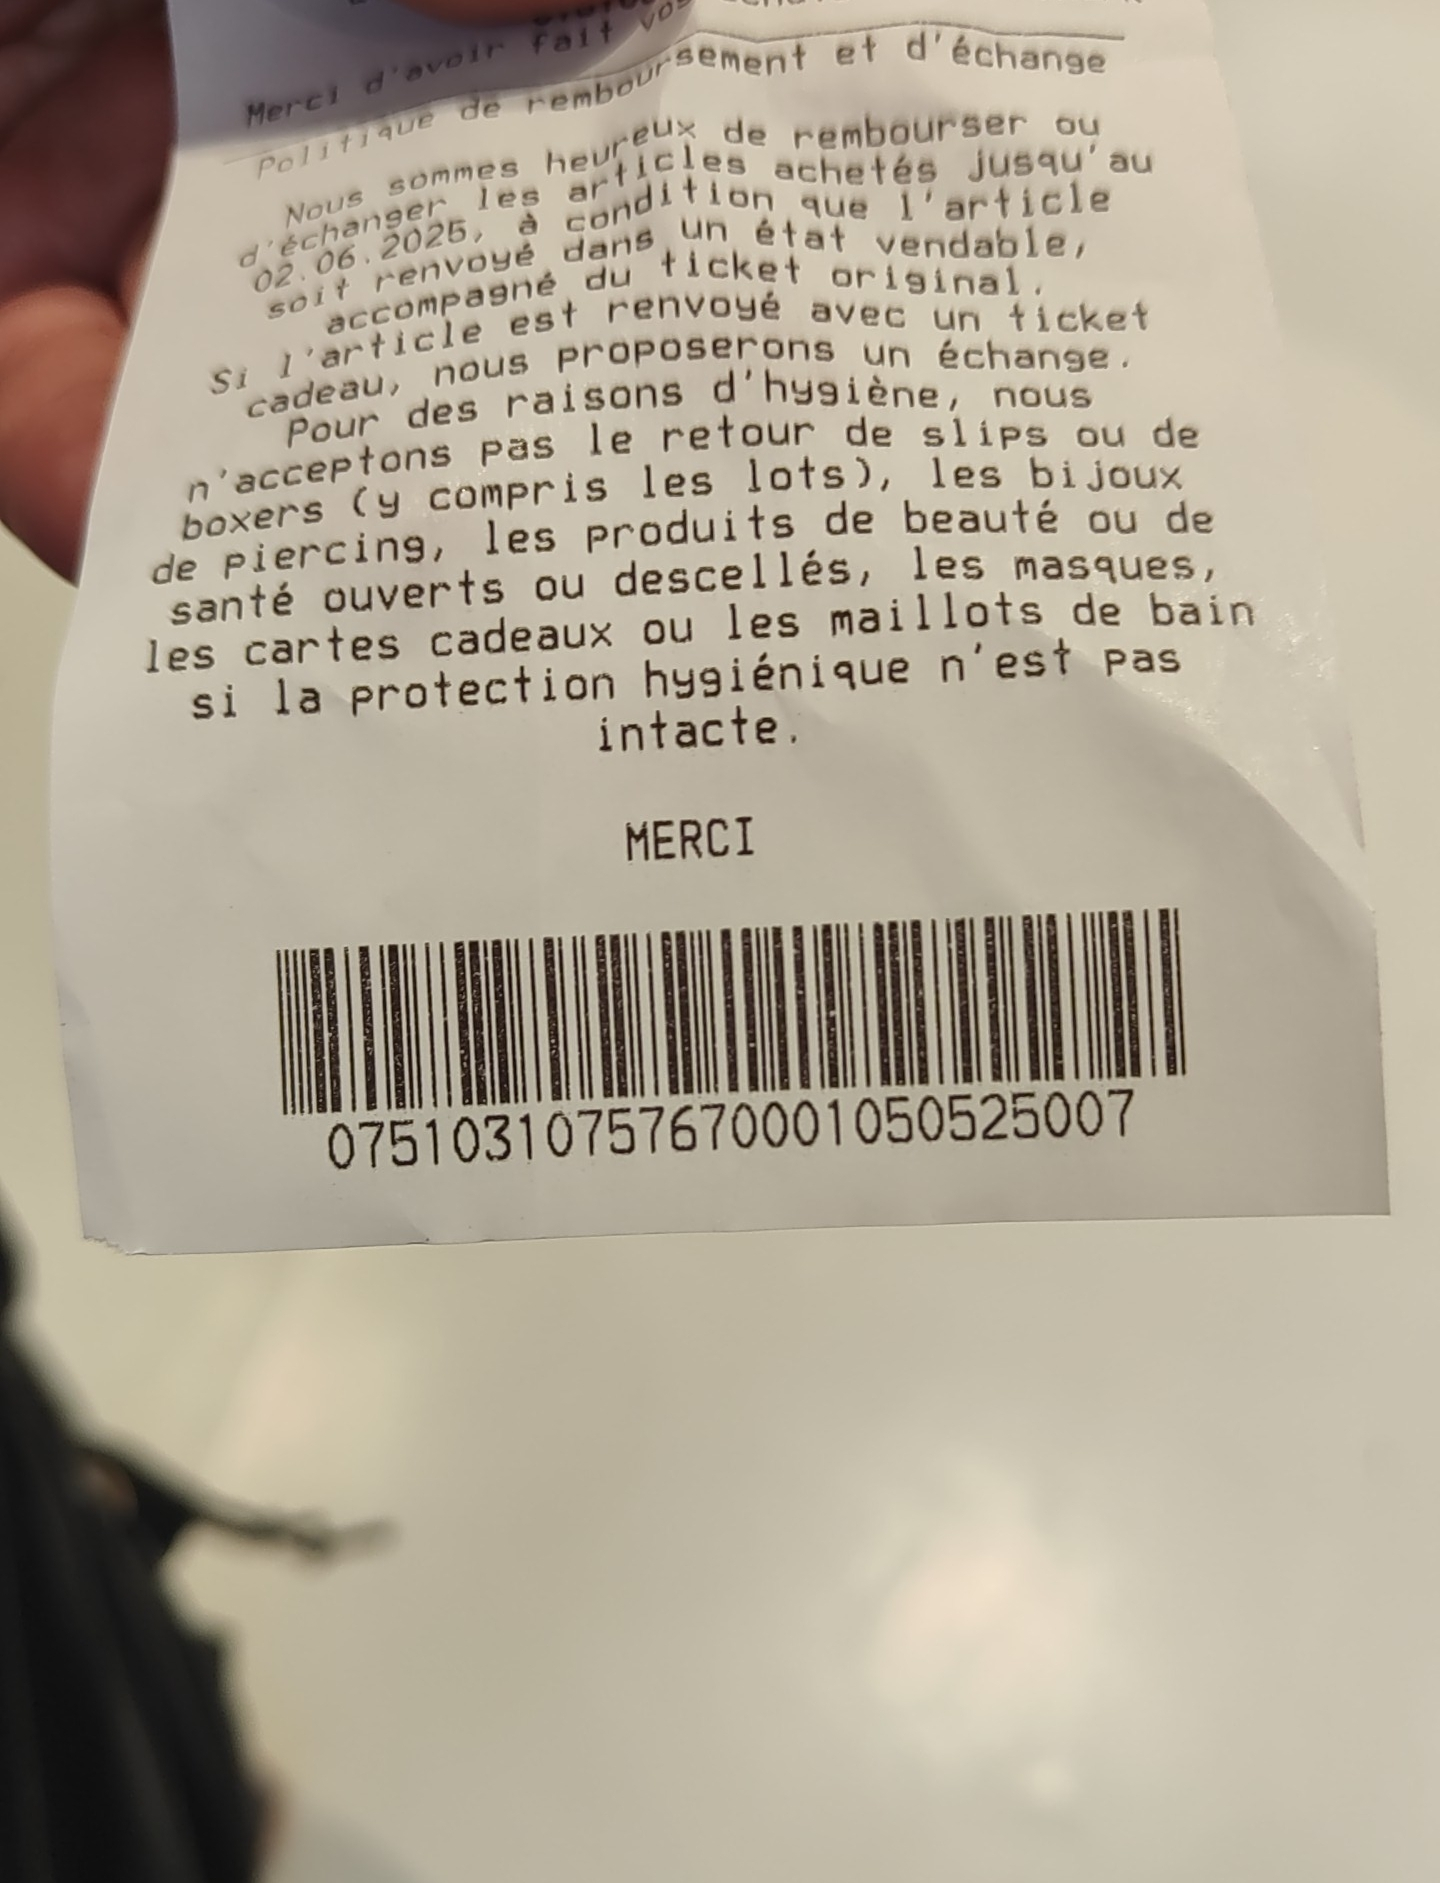 Merci d'avoir fait vos
Politique de remboursement et d'échange
Nous sommes heureux de rembourser ou
d'échanger les articles achetés jusqu'au
02.06.2025, à condition que l'article
soit renvoyé dans un état vendable,
accompagné du ticket original.
Si l'article est renvoyé avec un ticket
cadeau, nous proposerons un échange.
Pour des raisons d'hygiène, nous
n'acceptons pas le retour de slips ou de
boxers (y compris les lots), les bijoux
de piercing, les produits de beauté ou de
santé ouverts ou descellés, les masques,
les cartes cadeaux ou les maillots de bain
si la protection hygiénique n'est pas
intacte.
MERCI
07510310757670001050525007